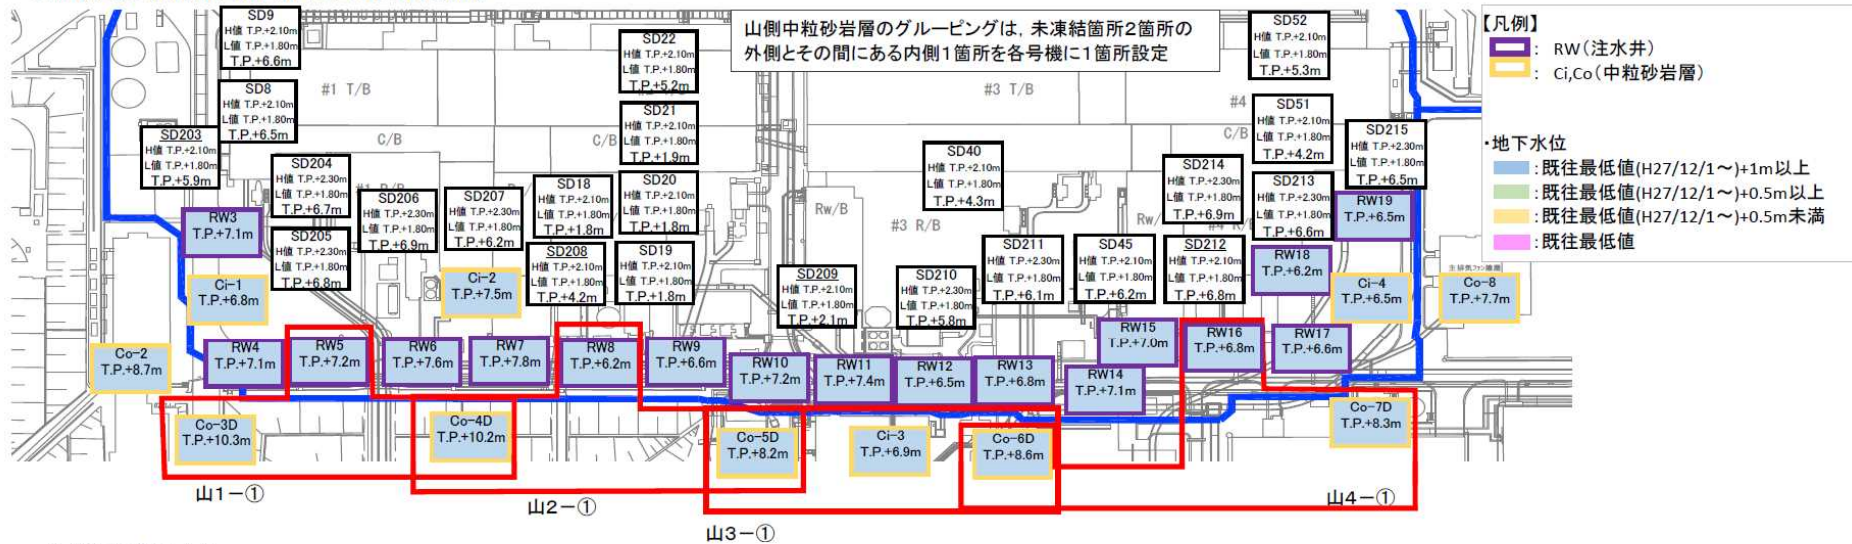 SD9
H値 T.P.+2.10m
L値 T.P.+1.80m
T.P.+6.6m
SD22
H値 T.P.+2.10m
L値 T.P.+1.80m
T.P.+5.2m
山側中粒砂岩層のグルーピングは，未凍結箇所２箇所の
外側とその間にある内側１箇所を各号機に１箇所設定
SD52
H値 T.P.+2.10m
L値 T.P.+1.80m
T.P.+5.3m
【凡例】
： RW（注水井）
： Ci,Co（中粒砂岩層）
・地下水位
：既往最低値(H27/12/1～)+1m以上
：既往最低値(H27/12/1～)+0.5m以上
：既往最低値(H27/12/1～)+0.5m未満
：既往最低値
#1 T/B
#3 T/B
#4
SD8
H値 T.P.+2.10m
L値 T.P.+1.80m
T.P.+6.5m
SD21
H値 T.P.+2.10m
L値 T.P.+1.80m
T.P.+1.9m
SD51
H値 T.P.+2.10m
L値 T.P.+1.80m
T.P.+4.2m
C/B
C/B
C/B
SD203
H値 T.P.+2.10m
L値 T.P.+1.80m
T.P.+5.9m
SD204
H値 T.P.+2.30m
L値 T.P.+1.80m
T.P.+6.7m
SD206
H値 T.P.+2.30m
L値 T.P.+1.80m
T.P.+6.9m
SD207
H値 T.P.+2.30m
L値 T.P.+1.80m
T.P.+6.2m
SD18
H値 T.P.+2.10m
L値 T.P.+1.80m
T.P.+1.8m
SD20
H値 T.P.+2.10m
L値 T.P.+1.80m
T.P.+1.8m
SD40
H値 T.P.+2.10m
L値 T.P.+1.80m
T.P.+4.3m
SD214
H値 T.P.+2.30m
L値 T.P.+1.80m
T.P.+6.9m
SD213
H値 T.P.+2.30m
L値 T.P.+1.80m
T.P.+6.6m
SD215
H値 T.P.+2.30m
L値 T.P.+1.80m
T.P.+6.5m
Rw/B
#3 R/B
RW3
T.P.+7.1m
SD205
H値 T.P.+2.30m
L値 T.P.+1.80m
T.P.+6.8m
SD208
H値 T.P.+2.10m
L値 T.P.+1.80m
T.P.+4.2m
SD19
H値 T.P.+2.10m
L値 T.P.+1.80m
T.P.+1.8m
SD209
H値 T.P.+2.10m
L値 T.P.+1.80m
T.P.+2.1m
SD210
H値 T.P.+2.30m
L値 T.P.+1.80m
T.P.+5.8m
SD211
H値 T.P.+2.30m
L値 T.P.+1.80m
T.P.+6.1m
SD45
H値 T.P.+2.10m
L値 T.P.+1.80m
T.P.+6.2m
SD212
H値 T.P.+2.10m
L値 T.P.+1.80m
T.P.+6.8m
RW19
T.P.+6.5m
RW18
T.P.+6.2m
Ci-1
T.P.+6.8m
Ci-2
T.P.+7.5m
Ci-4
T.P.+6.5m
Co-8
T.P.+7.7m
Co-2
T.P.+8.7m
RW4
T.P.+7.1m
RW5
T.P.+7.2m
RW6
T.P.+7.6m
RW7
T.P.+7.8m
RW8
T.P.+6.2m
RW9
T.P.+6.6m
RW10
T.P.+7.2m
RW11
T.P.+7.4m
RW12
T.P.+6.5m
RW13
T.P.+6.8m
RW14
T.P.+7.1m
RW15
T.P.+7.0m
RW16
T.P.+6.8m
RW17
T.P.+6.6m
Co-3D
T.P.+10.3m
Co-4D
T.P.+10.2m
Co-5D
T.P.+8.2m
Ci-3
T.P.+6.9m
Co-6D
T.P.+8.6m
Co-7D
T.P.+8.3m
山1－①
山2－①
山3－①
山4－①